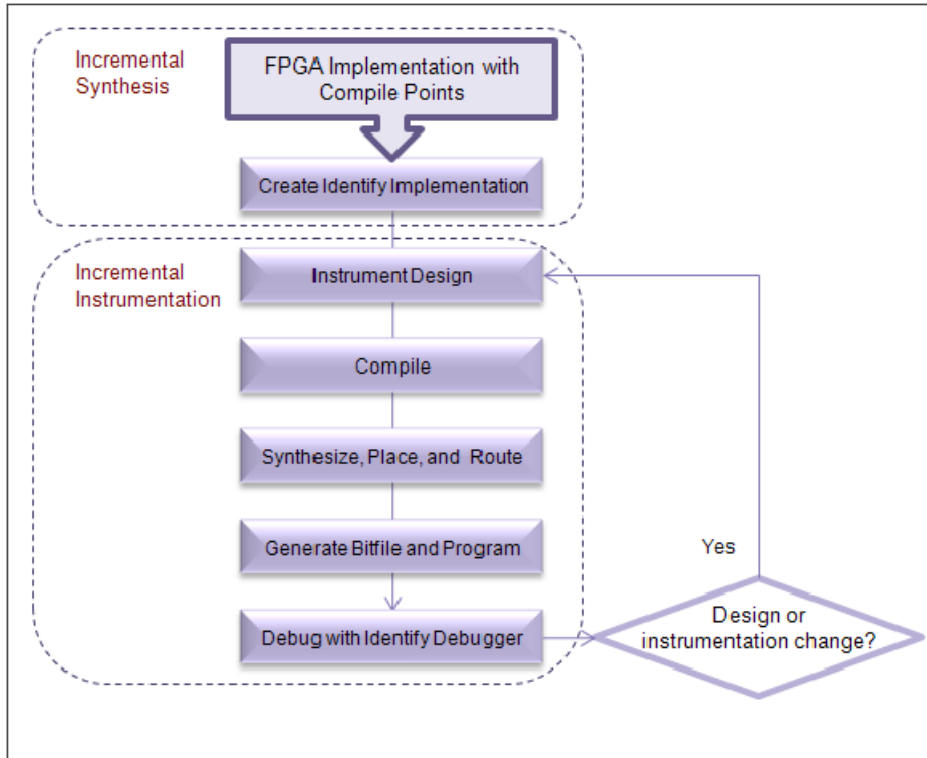 Incremental
Synthesis
FPGA Implementation with
Compile Points
Create Identify Implementation
Incremental
Instrumentation
Instrument Design
Compile
Synthesize, Place, and Route
Generate Bitfile and Program
Debug with Identify Debugger
Yes
Design or
instrumentation change?